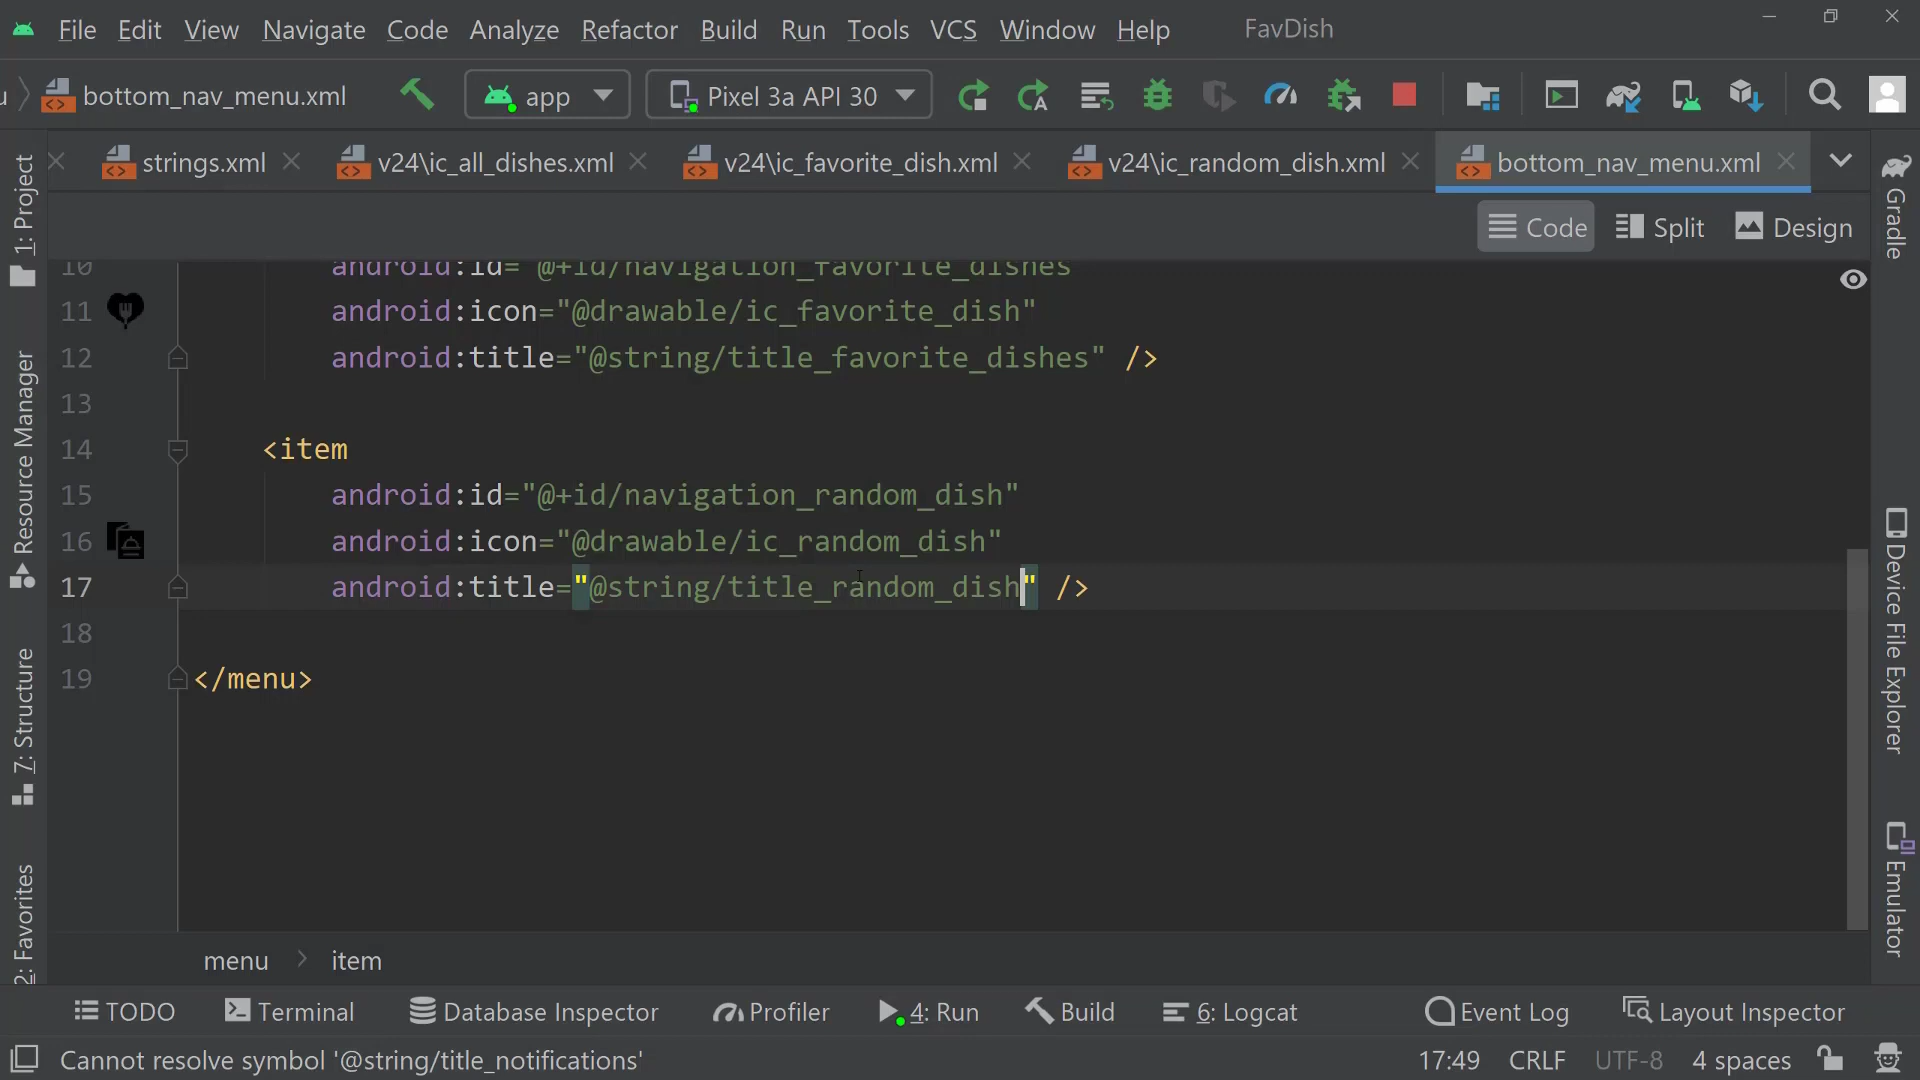 File Edit View Navigate Code Analyze Refactor Build Run Tools VCS Window Help FavDish
bottom_nav_menu.xml app Pixel 3a API 30
strings.xml v24\ic_all_dishes.xml v24\ic_favorite_dish.xml v24\ic_random_dish.xml bottom_nav_menu.xml
Code Split Design
1: Project
Resource Manager
7: Structure
2: Favorites
10 android:id="@+id/navigation_favorite_dishes
11 android:icon="@drawable/ic_favorite_dish"
12 android:title="@string/title_favorite_dishes" />
13
14 <item
15 android:id="@+id/navigation_random_dish"
16 android:icon="@drawable/ic_random_dish"
17 android:title="@string/title_random_dish" />
18
19 </menu>
Gradle
Device File Explorer
Emulator
menu item
TODO Terminal Database Inspector Profiler 4: Run Build 6: Logcat Event Log Layout Inspector
Cannot resolve symbol '@string/title_notifications' 17:49 CRLF UTF-8 4 spaces